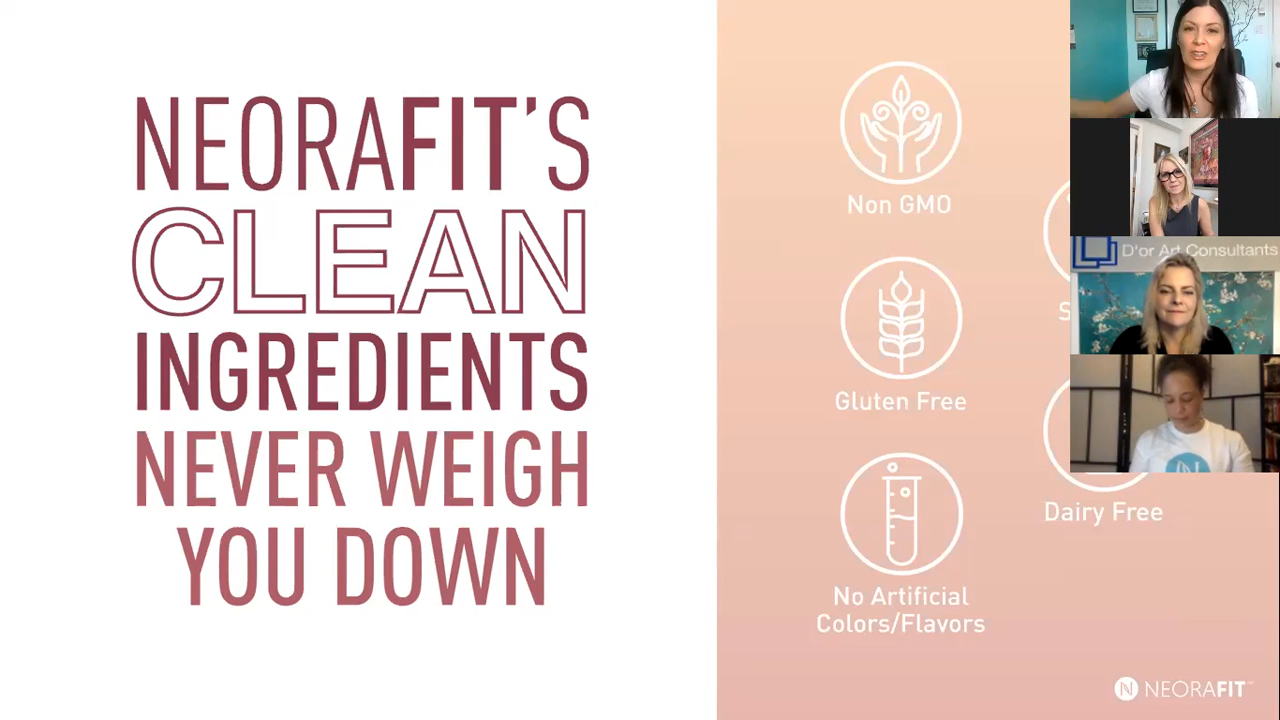 NEORAFIT'S
CLEAN
INGREDIENTS
NEVER WEIGH
YOU DOWN
Non GMO
Gluten Free
No Artificial
Colors/Flavors
Dairy Free
D'or Art Consultants
NEORAFIT